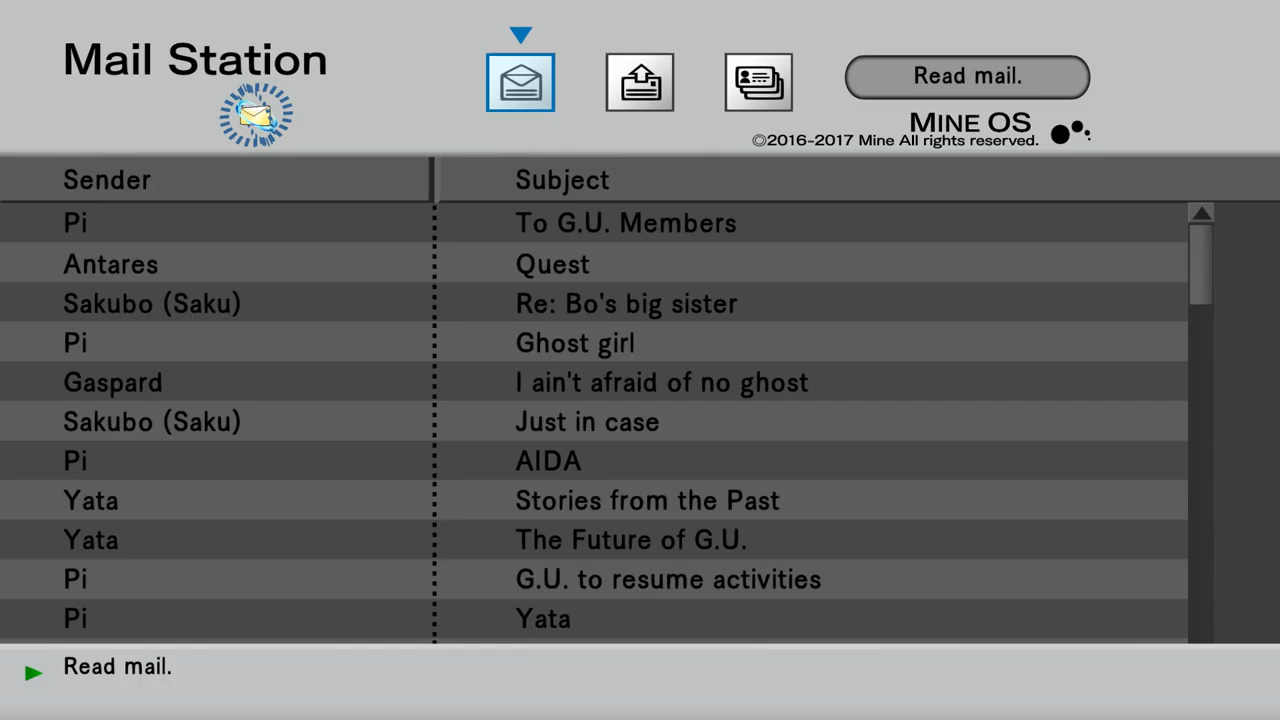 Mail Station
Read mail.
MINE OS
©2016-2017 Mine All rights reserved.
Sender Subject
Pi To G.U. Members
Antares Quest
Sakubo (Saku) Re: Bo's big sister
Pi Ghost girl
Gaspard I ain't afraid of no ghost
Sakubo (Saku) Just in case
Pi AIDA
Yata Stories from the Past
Yata The Future of G.U.
Pi G.U. to resume activities
Pi Yata
Read mail.